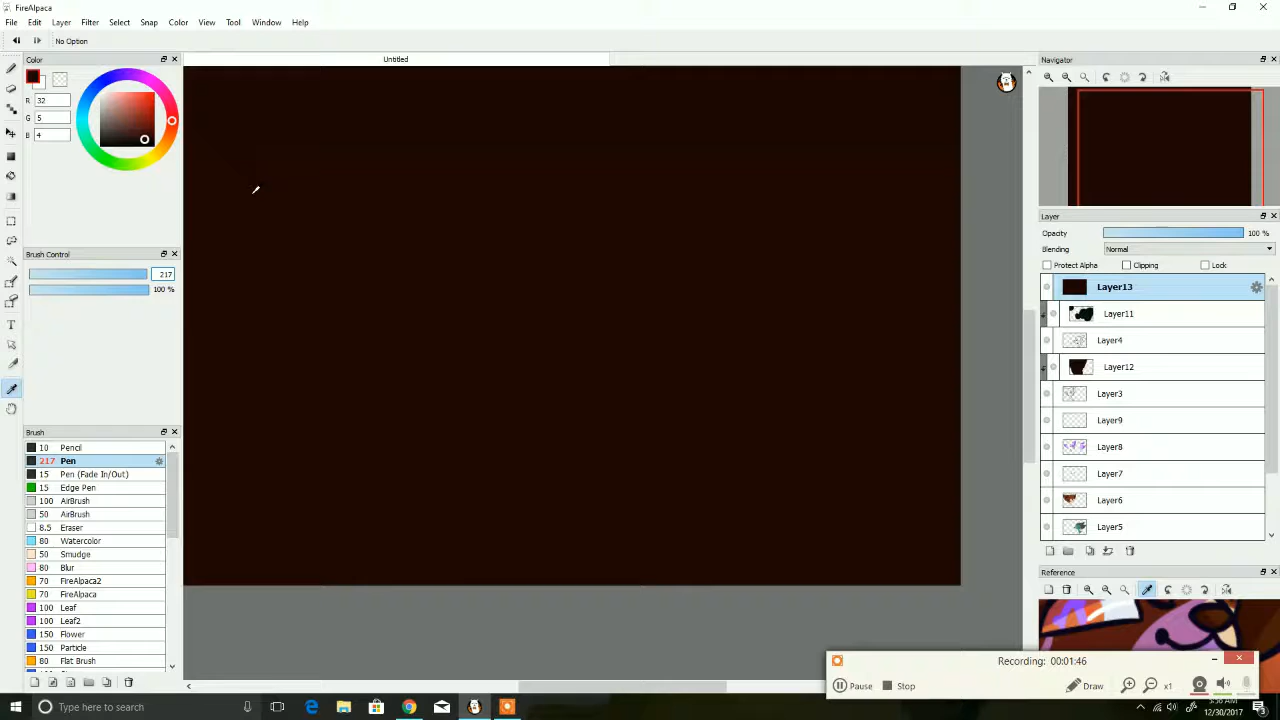 FireAlpaca
File Edit Layer Filter Select Snap Color View Tool Window Help
No Option
Color
R 32
G 5
B 4
Brush Control
217
100 %
Brush
10 Pencil
217 Pen
15 Pen (Fade In/Out)
15 Edge Pen
100 AirBrush
50 AirBrush
8.5 Eraser
80 Watercolor
50 Smudge
80 Blur
70 FireAlpaca2
70 FireAlpaca
100 Leaf
100 Leaf2
150 Flower
150 Particle
80 Flat Brush
Untitled
Navigator
Layer
Opacity 100 %
Blending Normal
Protect Alpha Clipping Lock
Layer13
Layer11
Layer4
Layer12
Layer3
Layer9
Layer8
Layer7
Layer6
Layer5
Reference
Recording: 00:01:46
Pause Stop Draw x1
Type here to search
12/30/2017